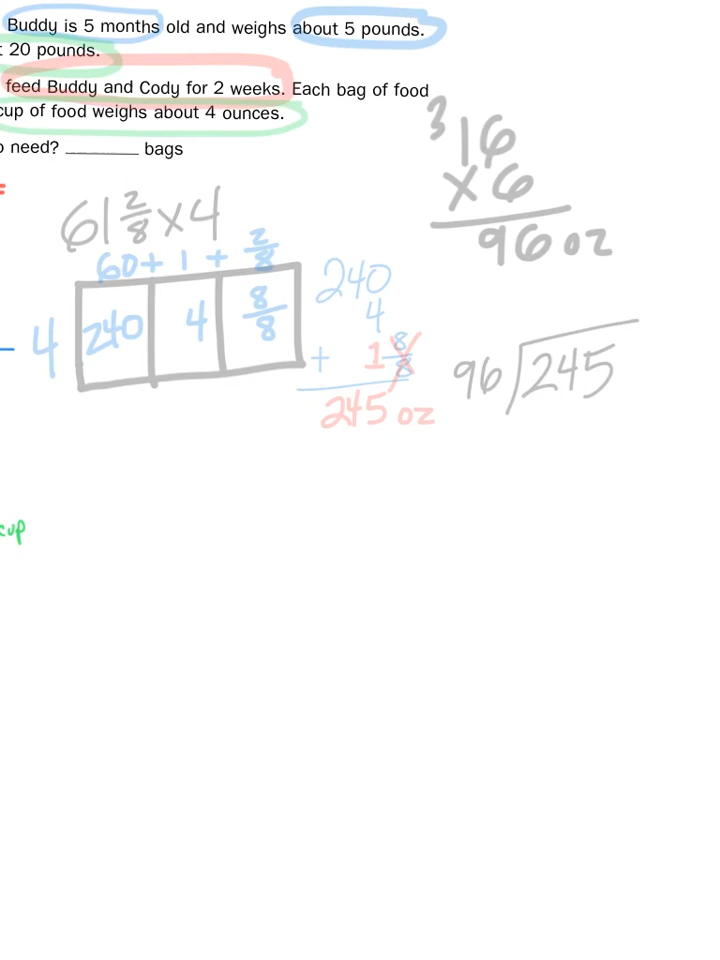 Buddy is 5 months old and weighs about 5 pounds.
20 pounds.
feed Buddy and Cody for 2 weeks. Each bag of food
cup of food weighs about 4 ounces.
need? ________ bags
3
16
x 6
96 oz
61 2/8 x 4
60 + 1 + 2/8
4 240 4 8/8
240
4
+ 1 8/8
245 oz
96 245
cup